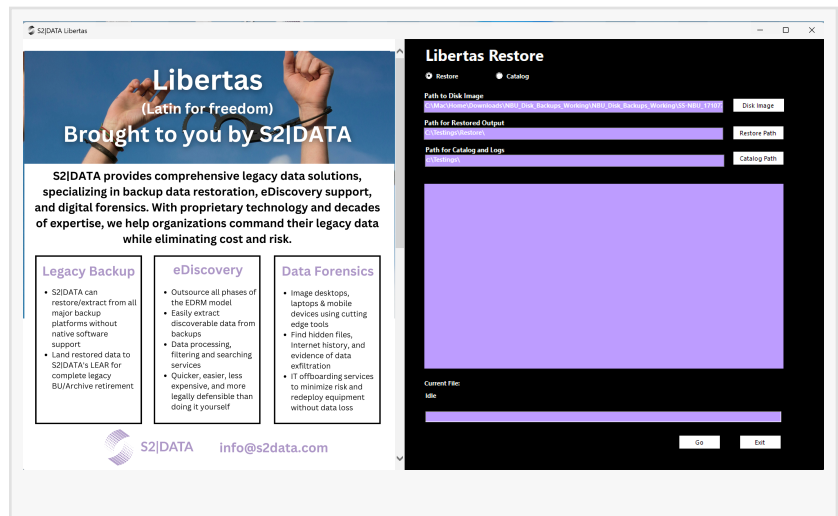 S2|DATA Libertas
Libertas
(Latin for freedom)
Brought to you by S2|DATA
S2|DATA provides comprehensive legacy data solutions,
specializing in backup data restoration, eDiscovery support,
and digital forensics. With proprietary technology and decades
of expertise, we help organizations command their legacy data
while eliminating cost and risk.
Legacy Backup
• S2|DATA can
restore/extract from all
major backup
platforms without
native software
support
• Land restored data to
S2|DATA's LEAR for
complete legacy
BU/Archive retirement
eDiscovery
• Outsource all phases of
the EDRM model
• Easily extract
discoverable data from
backups
• Data processing,
filtering and searching
services
• Quicker, easier, less
expensive, and more
legally defensible than
doing it yourself
Data Forensics
• Image desktops,
laptops & mobile
devices using cutting
edge tools
• Find hidden files,
Internet history, and
evidence of data
exfiltration
• IT offboarding services
to minimize risk and
redeploy equipment
without data loss
S2|DATA info@s2data.com
Libertas Restore
Restore Catalog
Path to Disk Image
C:\Mac\Home\Downloads\NBU_Disk_Backups_Working\NBU_Disk_Backups_Working\SS-NBU_17107 Disk Image
Path for Restored Output
C:\Testings\Restore\ Restore Path
Path for Catalog and Logs
c:\Testings\ Catalog Path
Current File:
Idle
Go Exit